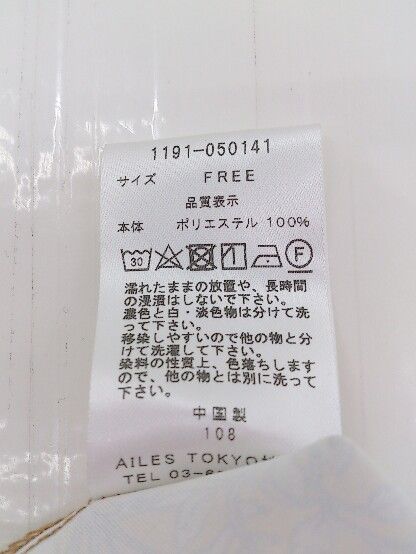 1191-050141
サイズ FREE
品質表示
本体 ポリエステル 100%
30 F
濡れたままの放置や、長時間
の浸漬はしないで下さい。
濃色と白・淡色物は分けて洗
って下さい。
移染しやすいので他の物と分
けて洗濯して下さい。
染料の性質上、色落ちします
ので、他の物とは別に洗って
下さい。
中国製
108
AILES TOKYO
TEL 03-6